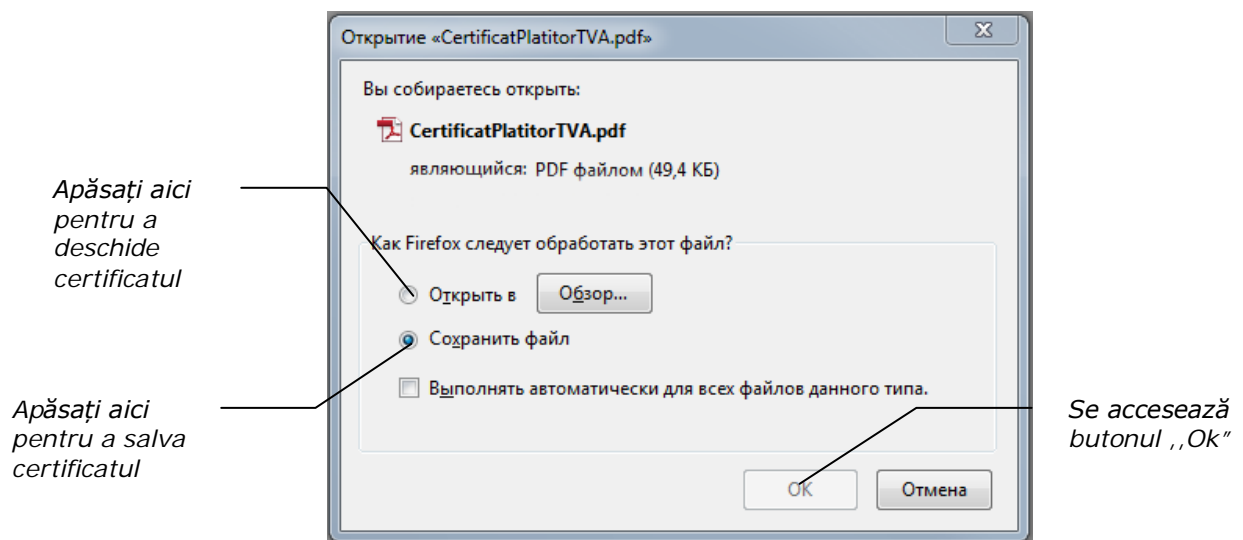 Открытие «CertificatPlatitorTVA.pdf»
Вы собираетесь открыть:
CertificatPlatitorTVA.pdf
являющийся: PDF файлом (49,4 КБ)
Apăsați aici
pentru a
deschide
certificatul
Как Firefox следует обработать этот файл?
Открыть в Обзор...
Сохранить файл
Выполнять автоматически для всех файлов данного типа.
Apăsați aici
pentru a salva
certificatul
Se accesează
butonul ,,Ok”
OK Отмена